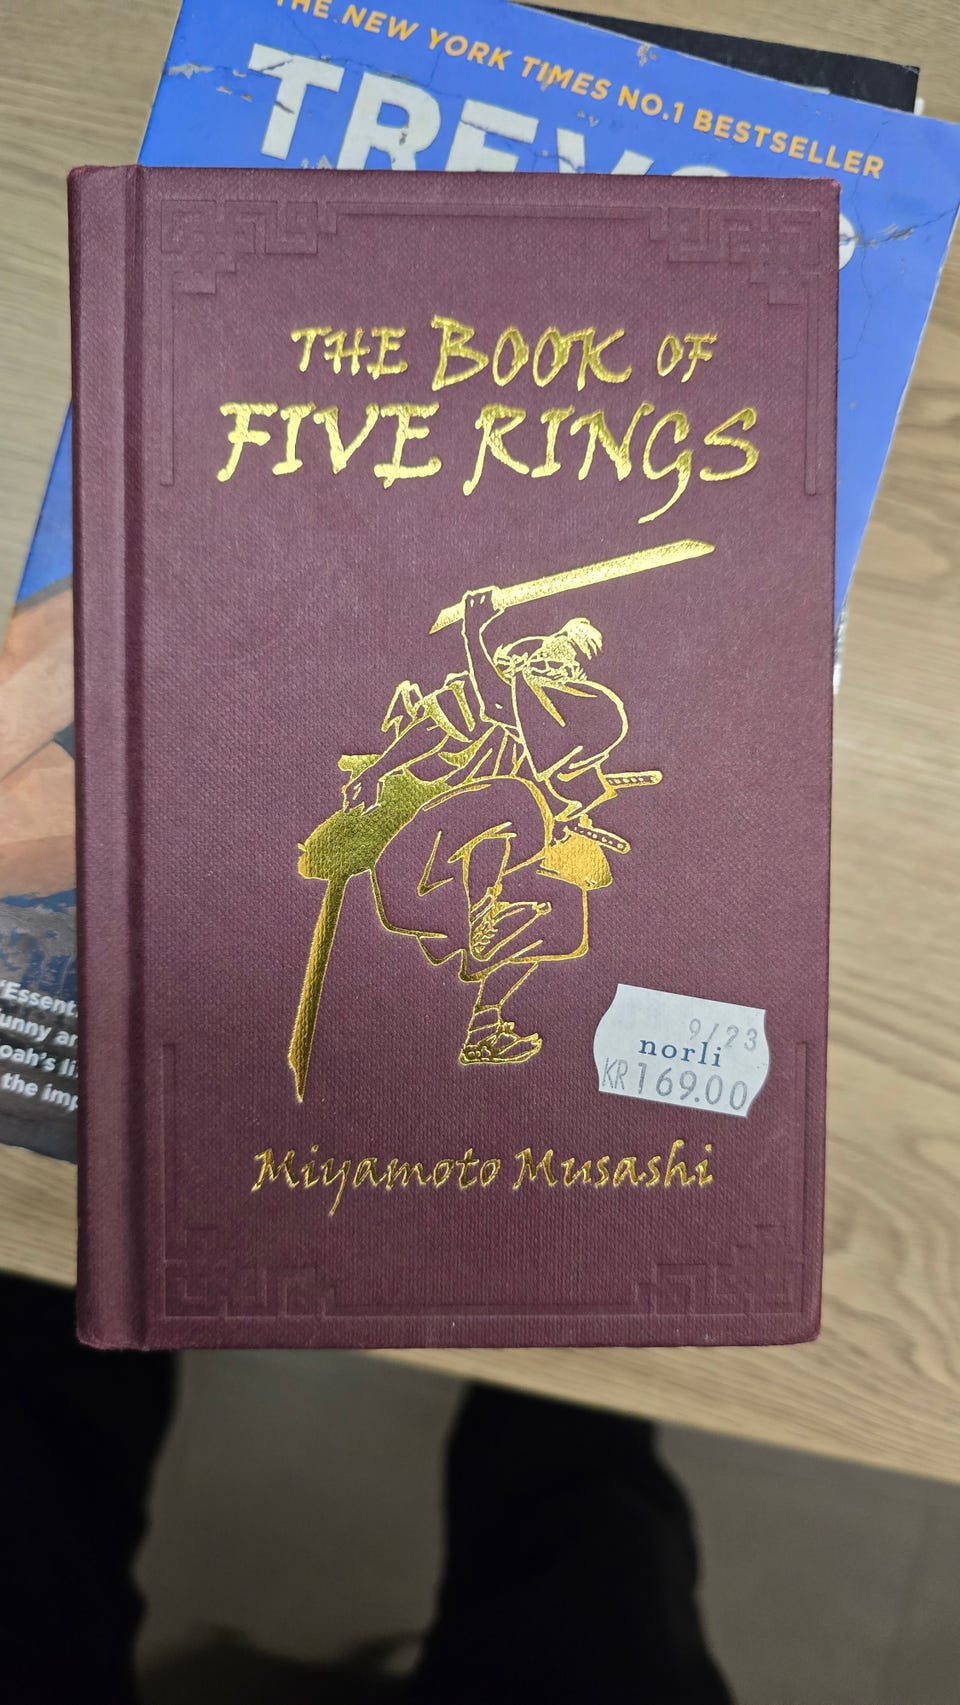 THE NEW YORK TIMES NO.1 BESTSELLER
THE BOOK OF
FIVE RINGS
9/23
norli
KR 169.00
Miyamoto Musashi
the